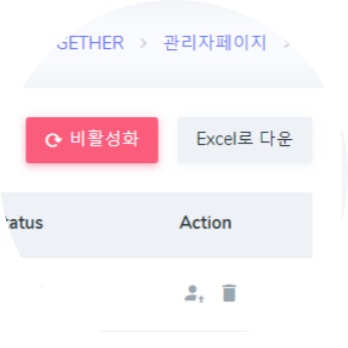 GETHER > 관리자페이지 >
비활성화 Excel로 다운
tatus Action